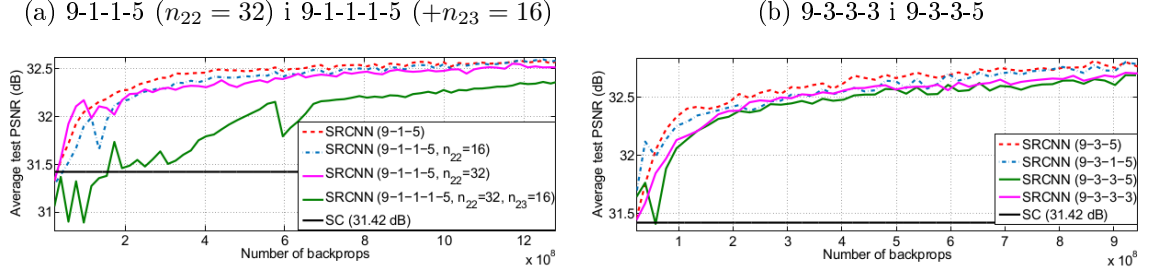 (a) 9-1-1-5 (n₂₂ = 32) i 9-1-1-1-5 (+n₂₃ = 16)
(b) 9-3-3-3 i 9-3-3-5
Average test PSNR (dB)
32.5
32
31.5
31
SRCNN (9−1−5)
SRCNN (9−1−1−5, n₂₂=16)
SRCNN (9−1−1−5, n₂₂=32)
SRCNN (9−1−1−1−5, n₂₂=32, n₂₃=16)
SC (31.42 dB)
2 4 6 8 10 12
Number of backprops
x 10⁸
Average test PSNR (dB)
32.5
32
31.5
SRCNN (9−3−5)
SRCNN (9−3−1−5)
SRCNN (9−3−3−5)
SRCNN (9−3−3−3)
SC (31.42 dB)
1 2 3 4 5 6 7 8 9
Number of backprops
x 10⁸